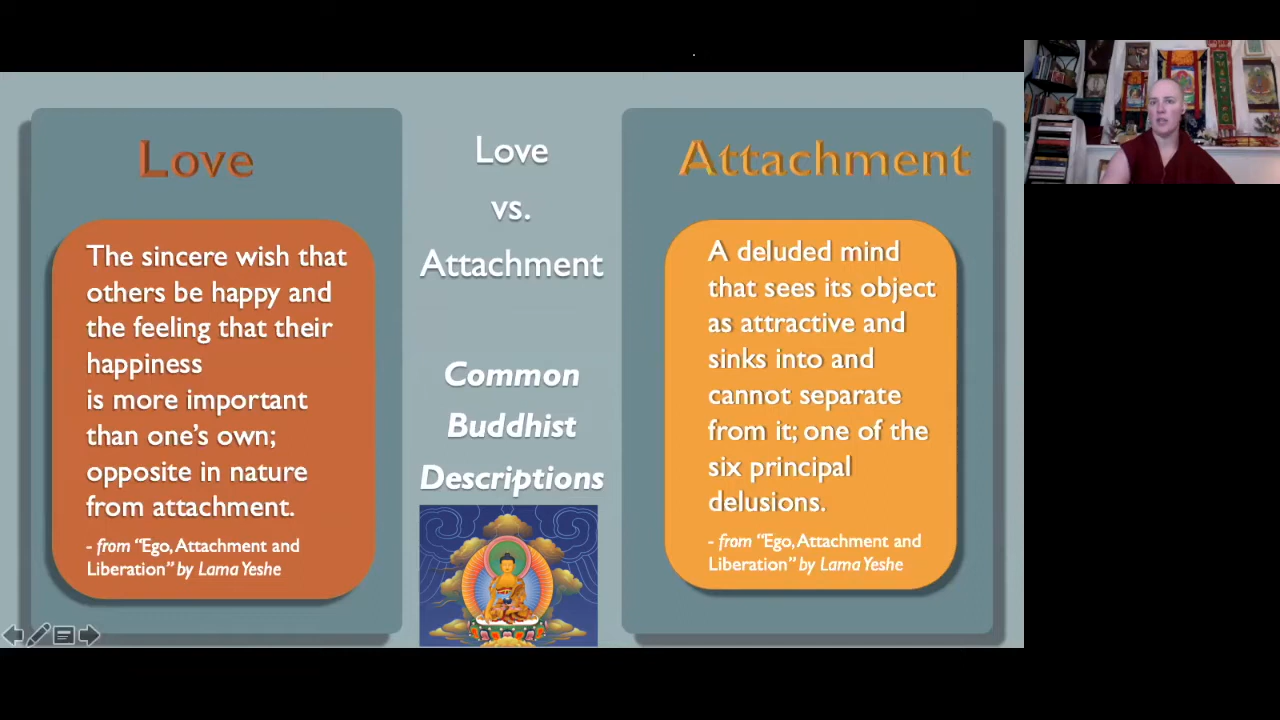 Love
The sincere wish that
others be happy and
the feeling that their
happiness
is more important
than one's own;
opposite in nature
from attachment.
- from “Ego, Attachment and
Liberation” by Lama Yeshe
Love
vs.
Attachment
Common
Buddhist
Descriptions
Attachment
A deluded mind
that sees its object
as attractive and
sinks into and
cannot separate
from it; one of the
six principal
delusions.
- from “Ego, Attachment and
Liberation” by Lama Yeshe